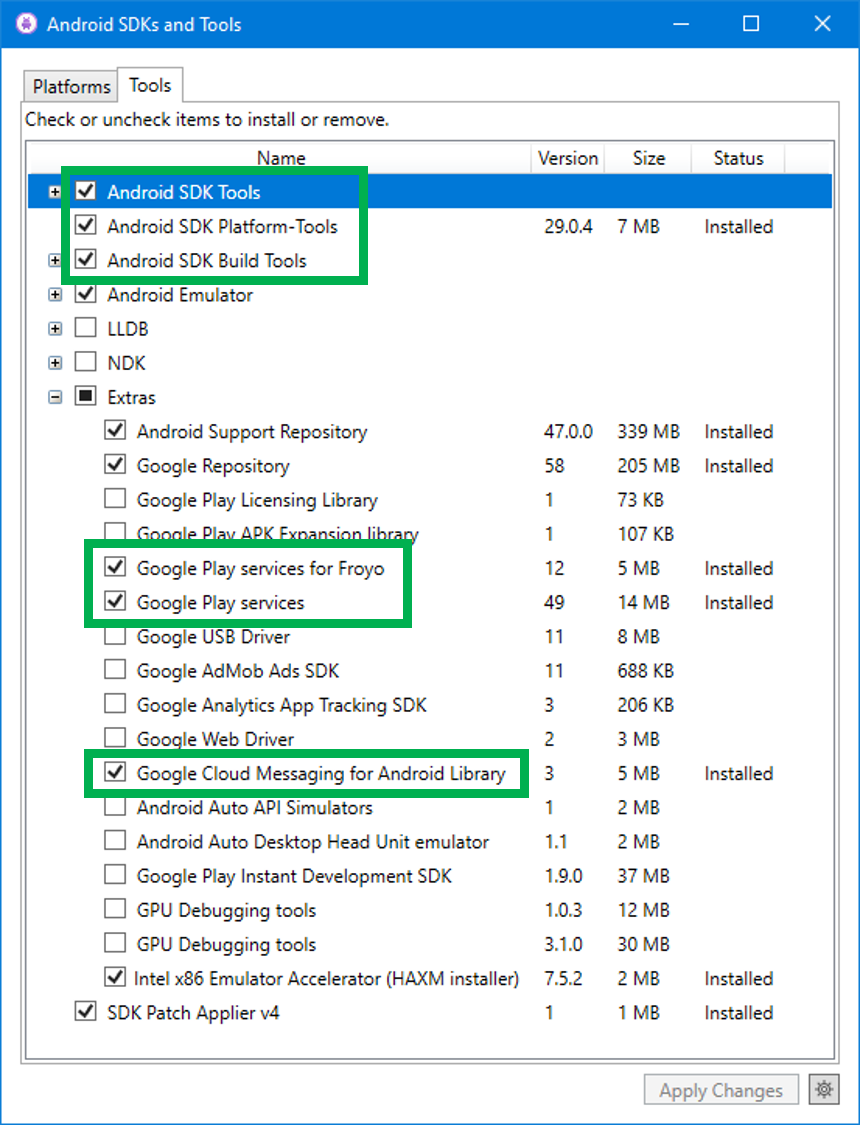 Android SDKs and Tools
Platforms Tools
Check or uncheck items to install or remove.
Name Version Size Status
Android SDK Tools
Android SDK Platform-Tools 29.0.4 7 MB Installed
Android SDK Build Tools
Android Emulator
LLDB
NDK
Extras
Android Support Repository 47.0.0 339 MB Installed
Google Repository 58 205 MB Installed
Google Play Licensing Library 1 73 KB
Google Play APK Expansion library 1 107 KB
Google Play services for Froyo 12 5 MB Installed
Google Play services 49 14 MB Installed
Google USB Driver 11 8 MB
Google AdMob Ads SDK 11 688 KB
Google Analytics App Tracking SDK 3 206 KB
Google Web Driver 2 3 MB
Google Cloud Messaging for Android Library 3 5 MB Installed
Android Auto API Simulators 1 2 MB
Android Auto Desktop Head Unit emulator 1.1 2 MB
Google Play Instant Development SDK 1.9.0 37 MB
GPU Debugging tools 1.0.3 12 MB
GPU Debugging tools 3.1.0 30 MB
Intel x86 Emulator Accelerator (HAXM installer) 7.5.2 2 MB Installed
SDK Patch Applier v4 1 1 MB Installed
Apply Changes